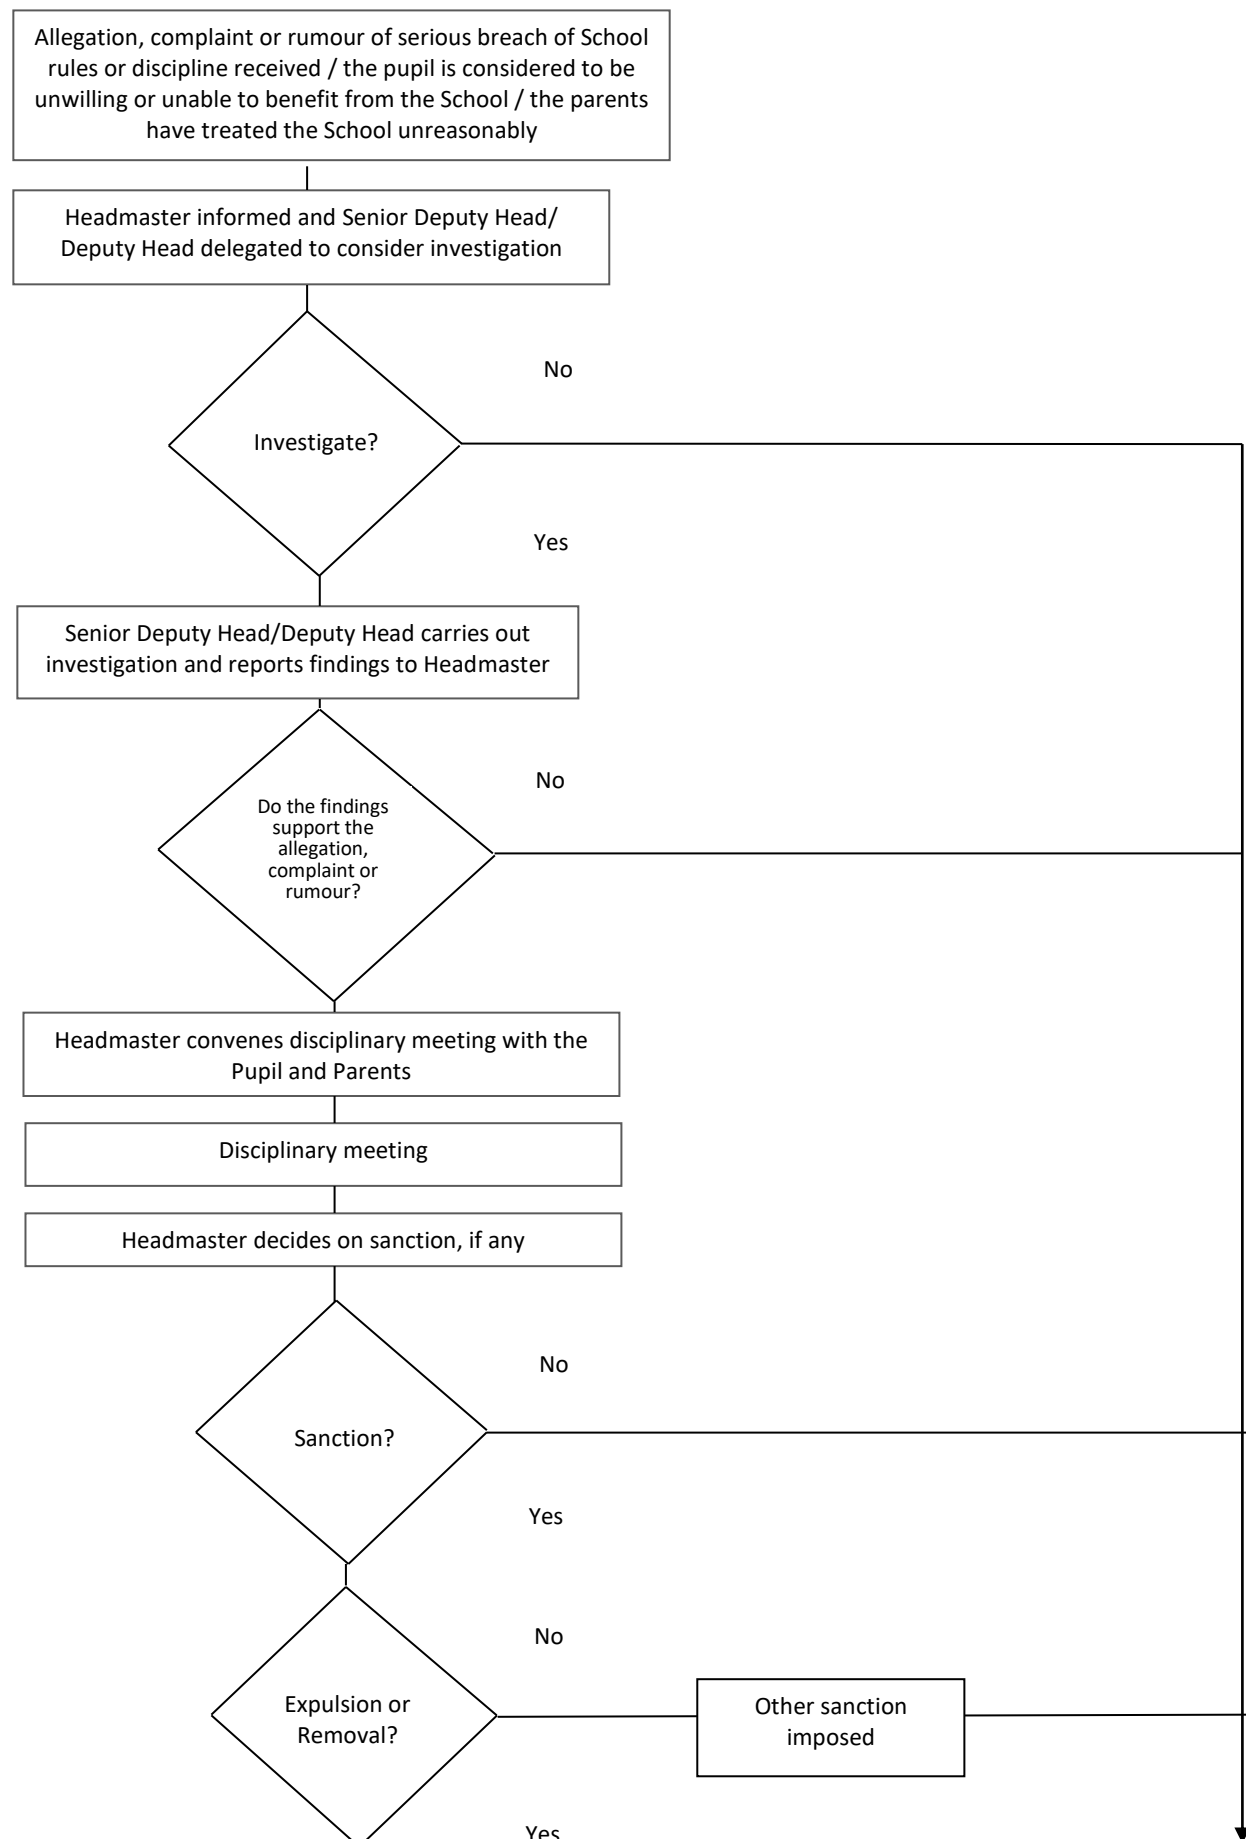 Allegation, complaint or rumour of serious breach of School
rules or discipline received / the pupil is considered to be
unwilling or unable to benefit from the School / the parents
have treated the School unreasonably
Headmaster informed and Senior Deputy Head/
Deputy Head delegated to consider investigation
No
Investigate?
Yes
Senior Deputy Head/Deputy Head carries out
investigation and reports findings to Headmaster
No
Do the findings
support the
allegation,
complaint or
rumour?
Headmaster convenes disciplinary meeting with the
Pupil and Parents
Disciplinary meeting
Headmaster decides on sanction, if any
No
Sanction?
Yes
No
Expulsion or
Removal?
Other sanction
imposed
Yes